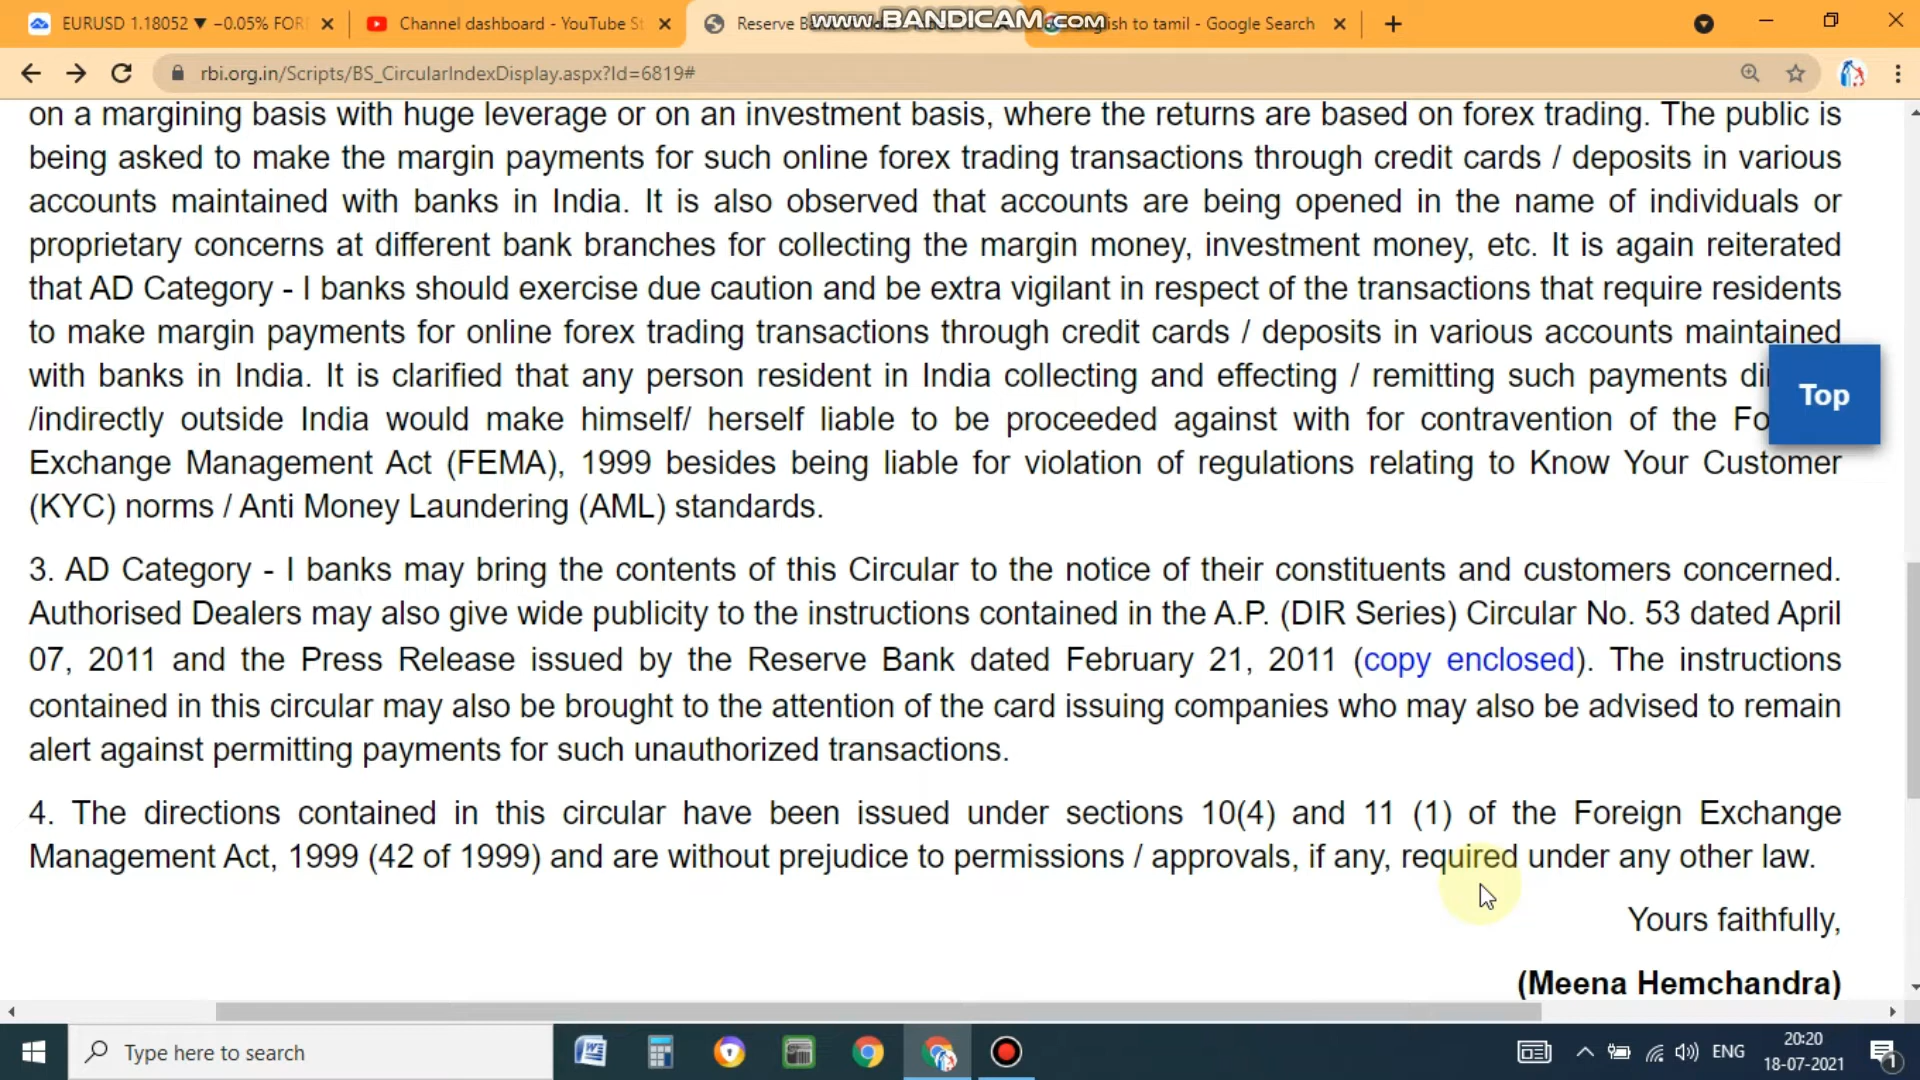 EURUSD 1.18052 ▼ −0.05% FOR
Channel dashboard - YouTube St
Reserve B
www.BANDICAM.com
glish to tamil - Google Search
rbi.org.in/Scripts/BS_CircularIndexDisplay.aspx?Id=6819#
on a margining basis with huge leverage or on an investment basis, where the returns are based on forex trading. The public is
being asked to make the margin payments for such online forex trading transactions through credit cards / deposits in various
accounts maintained with banks in India. It is also observed that accounts are being opened in the name of individuals or
proprietary concerns at different bank branches for collecting the margin money, investment money, etc. It is again reiterated
that AD Category - I banks should exercise due caution and be extra vigilant in respect of the transactions that require residents
to make margin payments for online forex trading transactions through credit cards / deposits in various accounts maintained
with banks in India. It is clarified that any person resident in India collecting and effecting / remitting such payments di
Top
/indirectly outside India would make himself/ herself liable to be proceeded against with for contravention of the Fo
Exchange Management Act (FEMA), 1999 besides being liable for violation of regulations relating to Know Your Customer
(KYC) norms / Anti Money Laundering (AML) standards.
3. AD Category - I banks may bring the contents of this Circular to the notice of their constituents and customers concerned.
Authorised Dealers may also give wide publicity to the instructions contained in the A.P. (DIR Series) Circular No. 53 dated April
07, 2011 and the Press Release issued by the Reserve Bank dated February 21, 2011 (copy enclosed). The instructions
contained in this circular may also be brought to the attention of the card issuing companies who may also be advised to remain
alert against permitting payments for such unauthorized transactions.
4. The directions contained in this circular have been issued under sections 10(4) and 11 (1) of the Foreign Exchange
Management Act, 1999 (42 of 1999) and are without prejudice to permissions / approvals, if any, required under any other law.
Yours faithfully,
(Meena Hemchandra)
Type here to search
ENG
20:20
18-07-2021
1